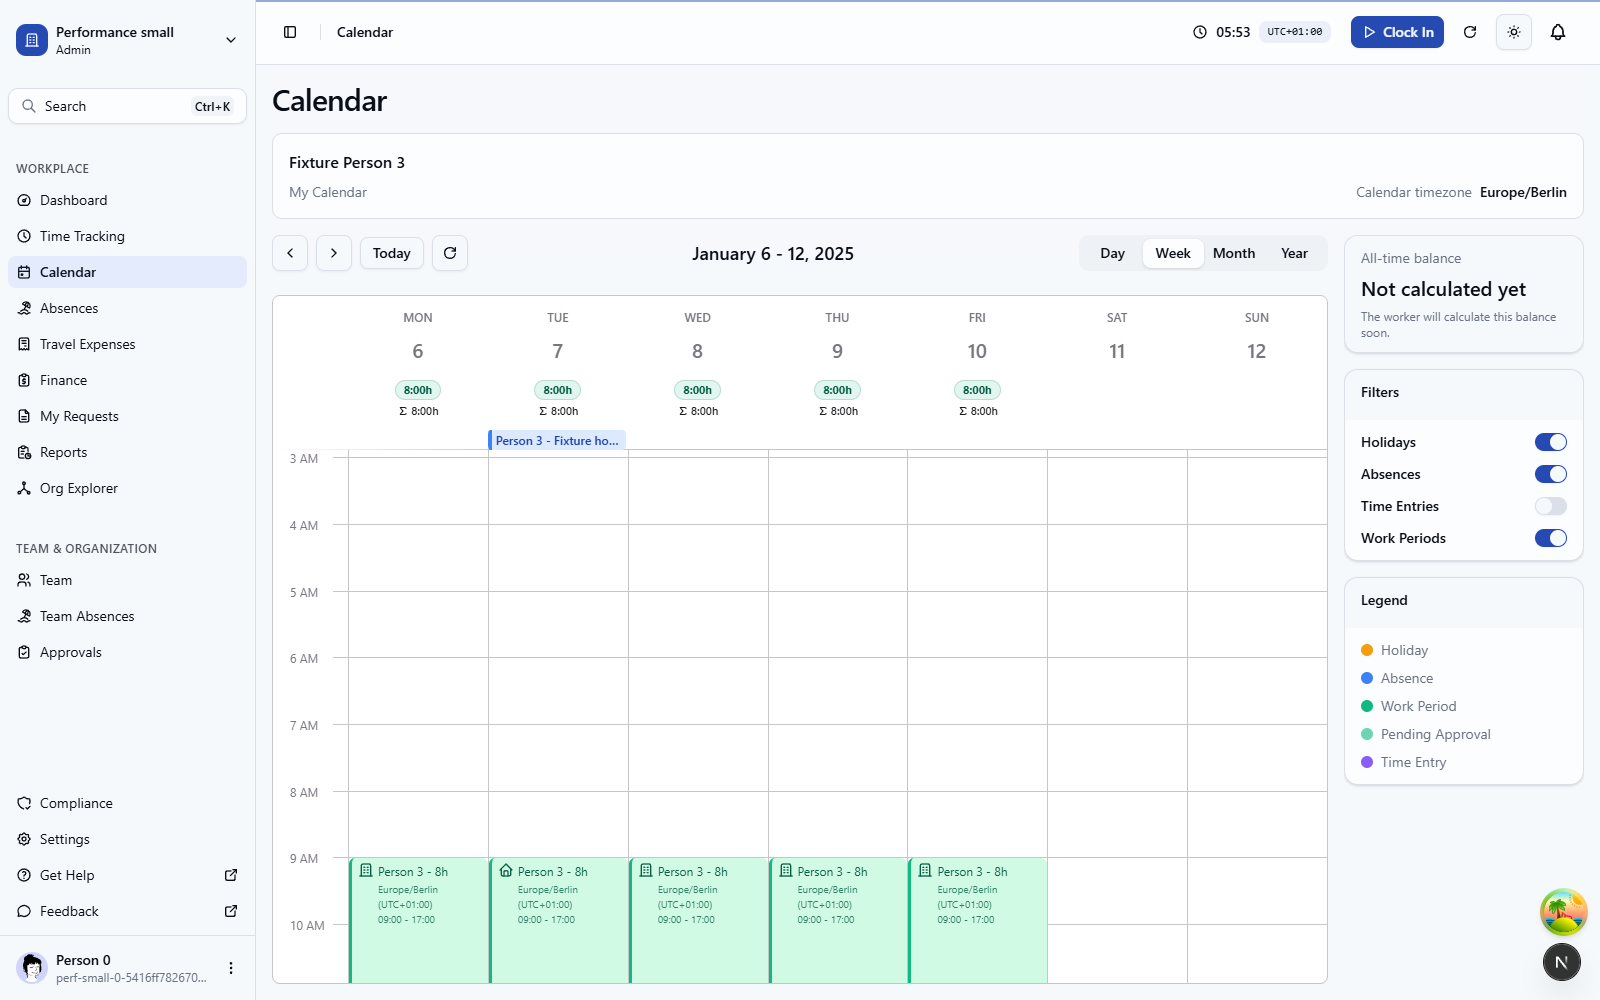 Performance small
Admin
Search
Ctrl+K
WORKPLACE
Dashboard
Time Tracking
Calendar
Absences
Travel Expenses
Finance
My Requests
Reports
Org Explorer
TEAM & ORGANIZATION
Team
Team Absences
Approvals
Compliance
Settings
Get Help
Feedback
Person 0
perf-small-0-5416ff782670...
Calendar
05:53
UTC+01:00
Clock In
Calendar
Fixture Person 3
My Calendar
Calendar timezone Europe/Berlin
Today
January 6 - 12, 2025
Day
Week
Month
Year
MON
TUE
WED
THU
FRI
SAT
SUN
6
7
8
9
10
11
12
8:00h
8:00h
8:00h
8:00h
8:00h
Σ 8:00h
Σ 8:00h
Σ 8:00h
Σ 8:00h
Σ 8:00h
Person 3 - Fixture ho...
3 AM
4 AM
5 AM
6 AM
7 AM
8 AM
9 AM
10 AM
Person 3 - 8h
Europe/Berlin
(UTC+01:00)
09:00 - 17:00
Person 3 - 8h
Europe/Berlin
(UTC+01:00)
09:00 - 17:00
Person 3 - 8h
Europe/Berlin
(UTC+01:00)
09:00 - 17:00
Person 3 - 8h
Europe/Berlin
(UTC+01:00)
09:00 - 17:00
Person 3 - 8h
Europe/Berlin
(UTC+01:00)
09:00 - 17:00
All-time balance
Not calculated yet
The worker will calculate this balance
soon.
Filters
Holidays
Absences
Time Entries
Work Periods
Legend
Holiday
Absence
Work Period
Pending Approval
Time Entry
N